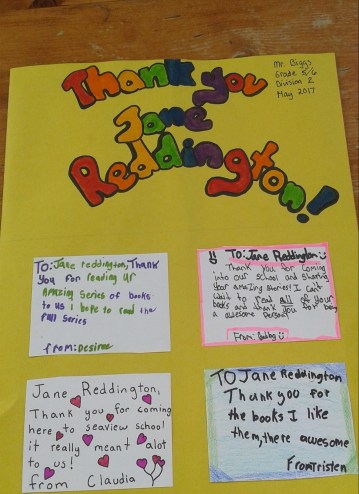 Thank you
Jane
Reddington!
Mr. Biggs
Grade 5/6
Division 2
May 2017
TO: Jane reddington, Thank
You for reading Ur
Amazing Series of books
to us i hope to read the
Full Series
from: Desirae
To: Jane Reddington:
Thank you for coming
into our school and sharing
your amazing stories! I can't
wait to read all of your
books and thank you for being
a awesome person!
From:
Jane Reddington,
Thank you for coming
here to seaview school
it really meant alot
to us!
from Claudia
TO Jane Reddington
Thank you for
the books I like
them, there awesome
From tristen